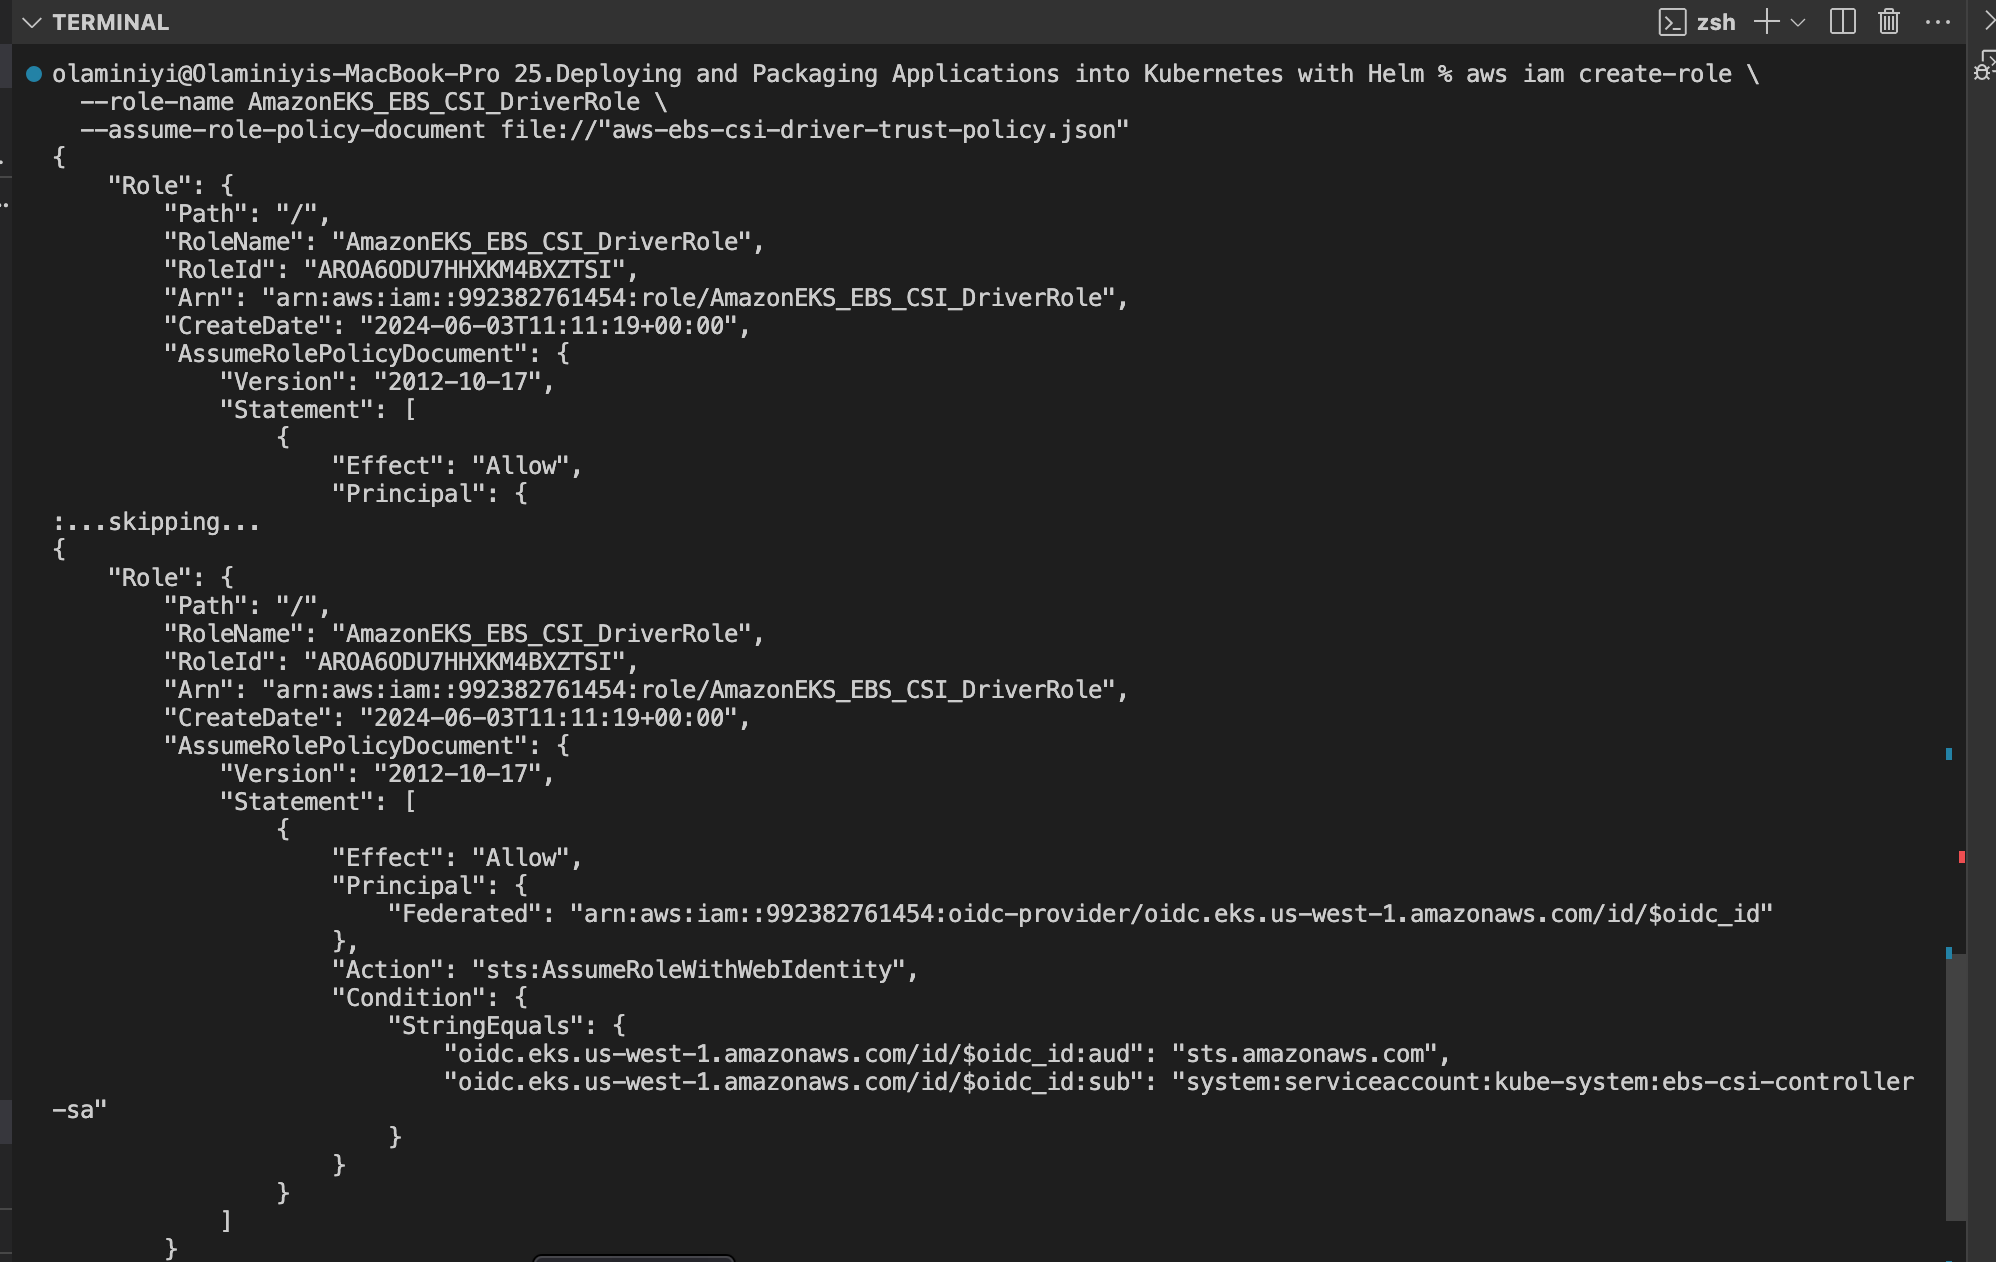 TERMINAL
zsh
olaminiyi@Olaminiyis-MacBook-Pro 25.Deploying and Packaging Applications into Kubernetes with Helm % aws iam create-role \
  --role-name AmazonEKS_EBS_CSI_DriverRole \
  --assume-role-policy-document file://"aws-ebs-csi-driver-trust-policy.json"
{
    "Role": {
        "Path": "/",
        "RoleName": "AmazonEKS_EBS_CSI_DriverRole",
        "RoleId": "AROA6ODU7HHXKM4BXZTSI",
        "Arn": "arn:aws:iam::992382761454:role/AmazonEKS_EBS_CSI_DriverRole",
        "CreateDate": "2024-06-03T11:11:19+00:00",
        "AssumeRolePolicyDocument": {
            "Version": "2012-10-17",
            "Statement": [
                {
                    "Effect": "Allow",
                    "Principal": {
:...skipping...
{
    "Role": {
        "Path": "/",
        "RoleName": "AmazonEKS_EBS_CSI_DriverRole",
        "RoleId": "AROA6ODU7HHXKM4BXZTSI",
        "Arn": "arn:aws:iam::992382761454:role/AmazonEKS_EBS_CSI_DriverRole",
        "CreateDate": "2024-06-03T11:11:19+00:00",
        "AssumeRolePolicyDocument": {
            "Version": "2012-10-17",
            "Statement": [
                {
                    "Effect": "Allow",
                    "Principal": {
                        "Federated": "arn:aws:iam::992382761454:oidc-provider/oidc.eks.us-west-1.amazonaws.com/id/$oidc_id"
                    },
                    "Action": "sts:AssumeRoleWithWebIdentity",
                    "Condition": {
                        "StringEquals": {
                            "oidc.eks.us-west-1.amazonaws.com/id/$oidc_id:aud": "sts.amazonaws.com",
                            "oidc.eks.us-west-1.amazonaws.com/id/$oidc_id:sub": "system:serviceaccount:kube-system:ebs-csi-controller
-sa"
                        }
                    }
                }
            ]
        }